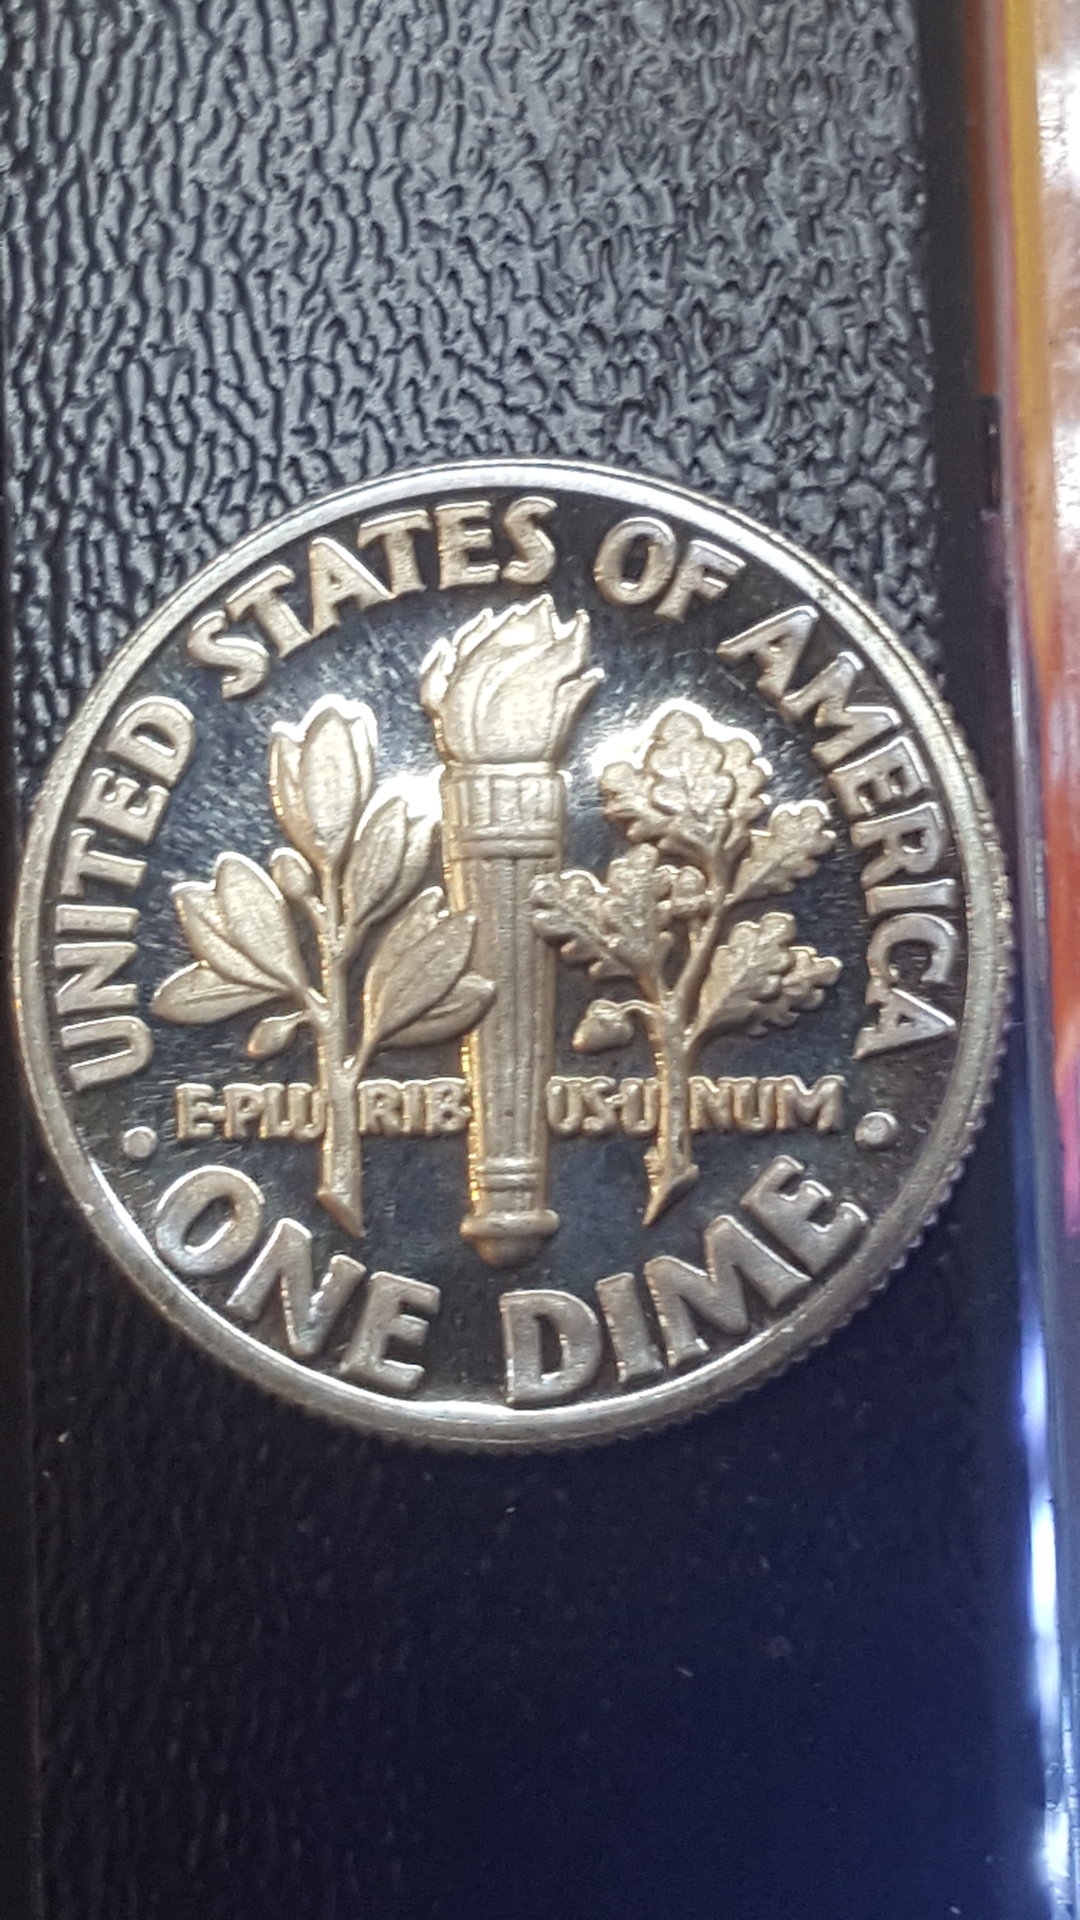 UNITED STATES OF AMERICA
E·PLURIBUS·UNUM
· ONE DIME ·